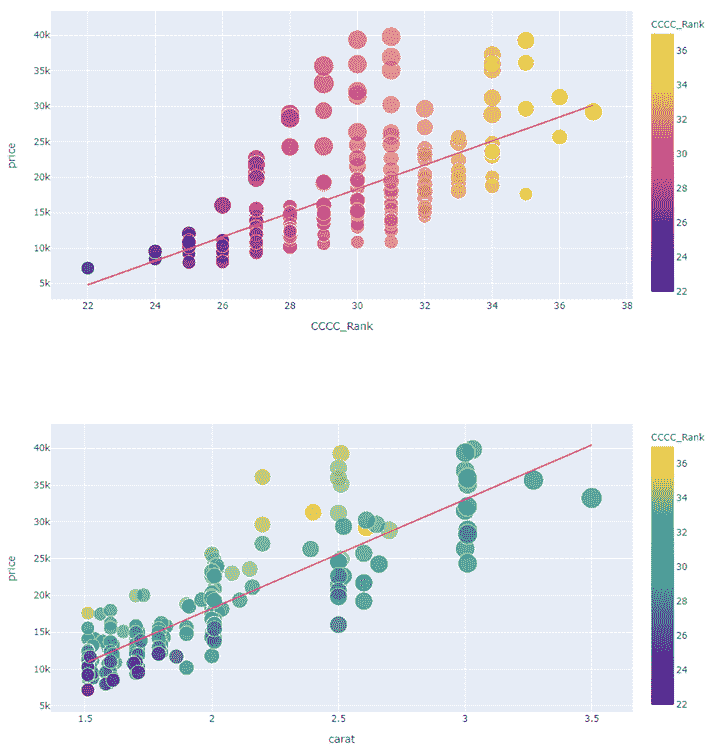 CCCC_Rank
40k
36
35k
34
30k
32
25k
30
price
20k
28
15k
26
10k
24
5k
22
22 24 26 28 30 32 34 36 38
CCCC_Rank
CCCC_Rank
40k
36
35k
34
30k
32
25k
30
price
20k
28
15k
26
10k
24
5k
22
1.5 2 2.5 3 3.5
carat